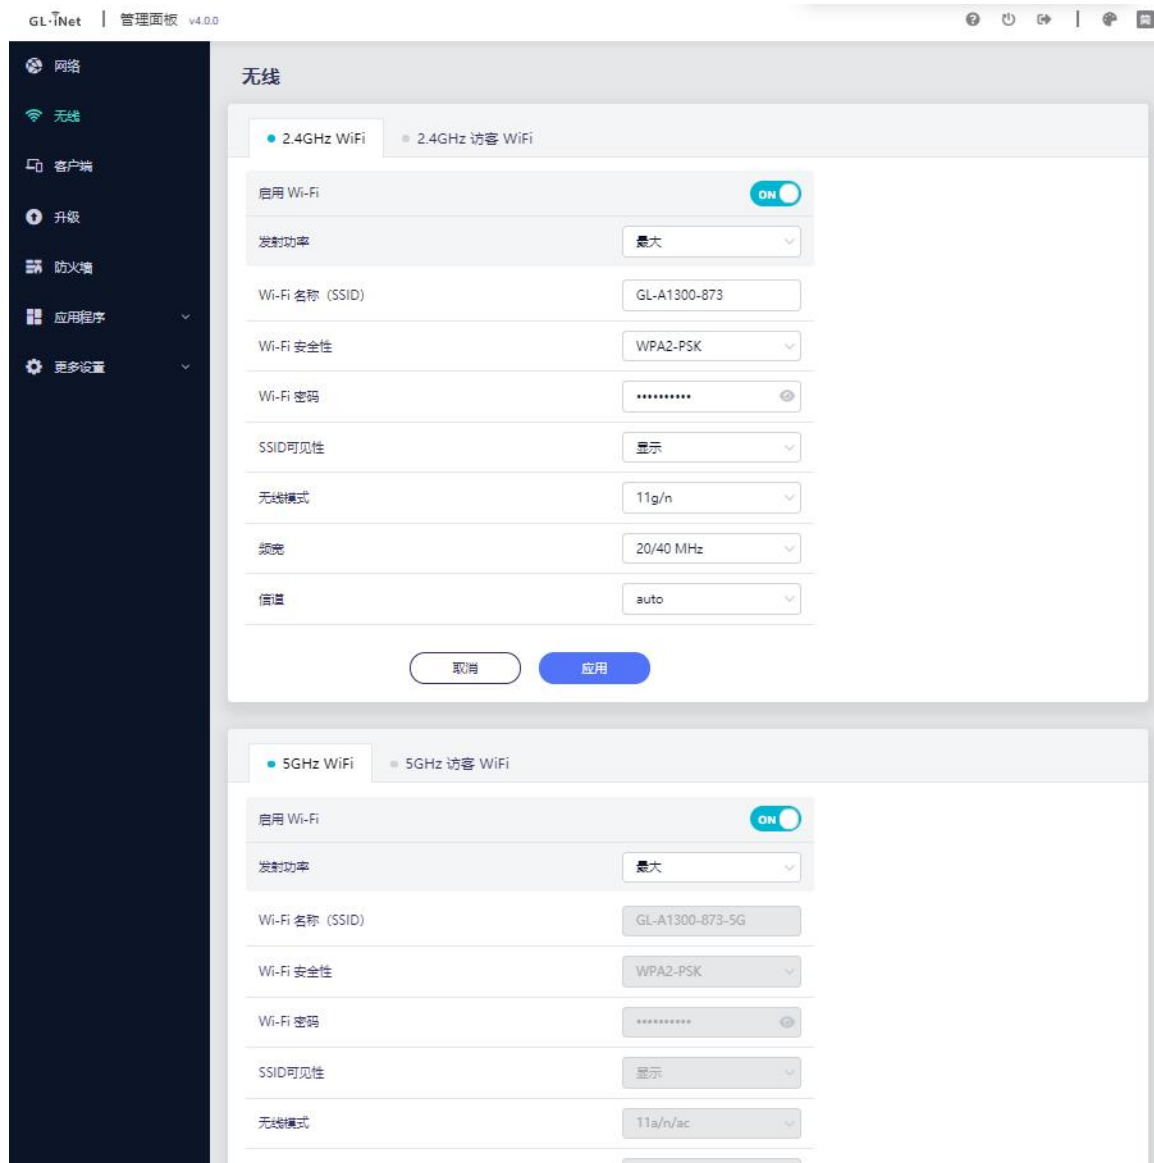 GL·iNet | 管理面板 v4.0.0
简
网络
无线
客户端
升级
防火墙
应用程序
更多设置
无线
2.4GHz WiFi 2.4GHz 访客 WiFi
启用 Wi-Fi ON
发射功率 最大
Wi-Fi 名称（SSID） GL-A1300-873
Wi-Fi 安全性 WPA2-PSK
Wi-Fi 密码 ••••••••••
SSID可见性 显示
无线模式 11g/n
频宽 20/40 MHz
信道 auto
取消 应用
5GHz WiFi 5GHz 访客 WiFi
启用 Wi-Fi ON
发射功率 最大
Wi-Fi 名称（SSID） GL-A1300-873-5G
Wi-Fi 安全性 WPA2-PSK
Wi-Fi 密码 ••••••••••
SSID可见性 显示
无线模式 11a/n/ac